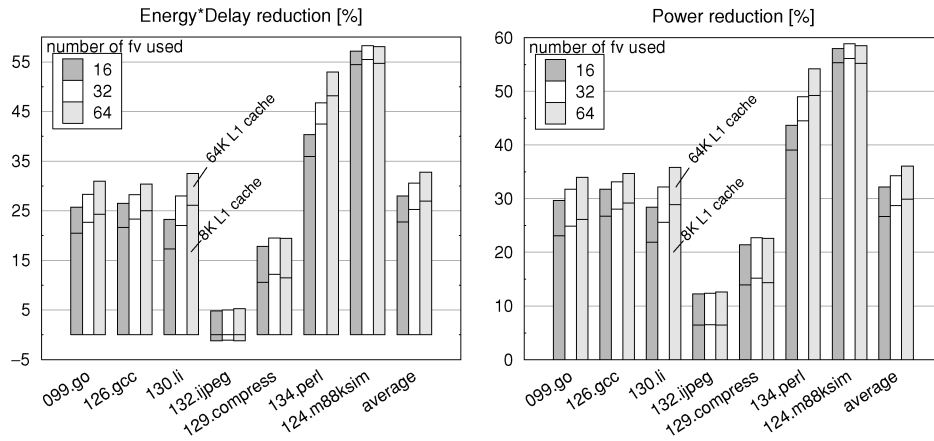 Energy*Delay reduction [%]
number of fv used
16
32
64
55
45
35
25
15
5
−5
64K L1 cache
8K L1 cache
099.go
126.gcc
130.li
132.ijpeg
129.compress
134.perl
124.m88ksim
average
Power reduction [%]
number of fv used
16
32
64
60
50
40
30
20
10
0
64K L1 cache
8K L1 cache
099.go
126.gcc
130.li
132.ijpeg
129.compress
134.perl
124.m88ksim
average